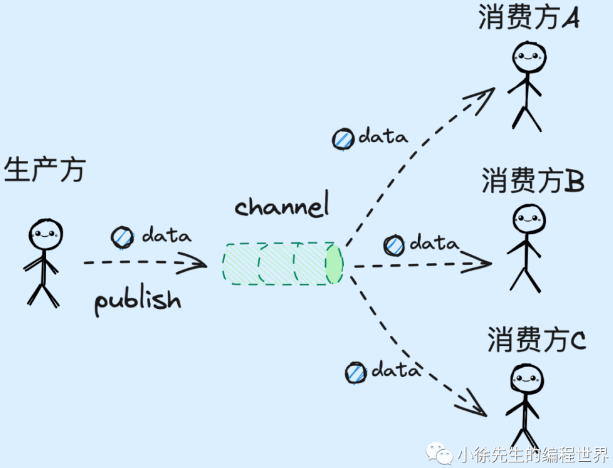 消费方A
data
生产方
消费方B
channel
data
data
publish
消费方C
data
小徐先生的编程世界